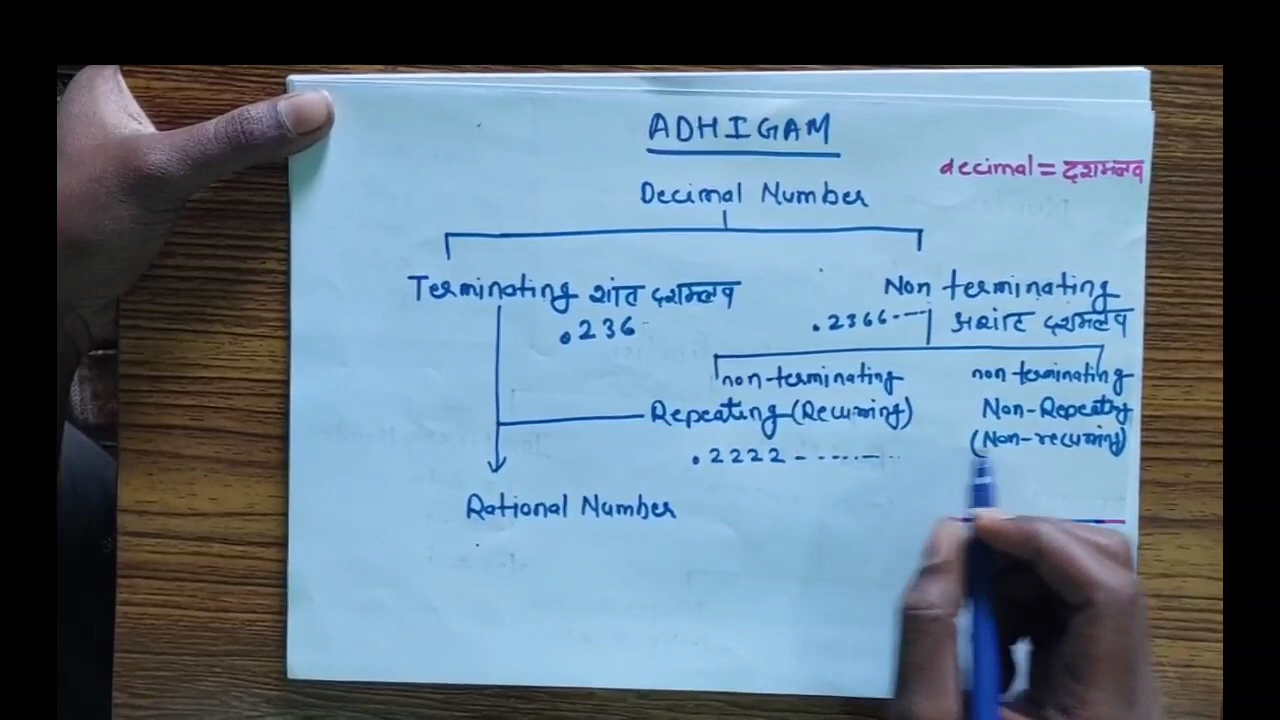 ADHIGAM
decimal = दशमलव
Decimal Number
Terminating शांत दशमलव
.236
Non terminating
.2366---
अशांत दशमलव
non-terminating
Repeating (Recurring)
.2222-------
non terminating
Non-Repeating
(Non-recurring)
Rational Number